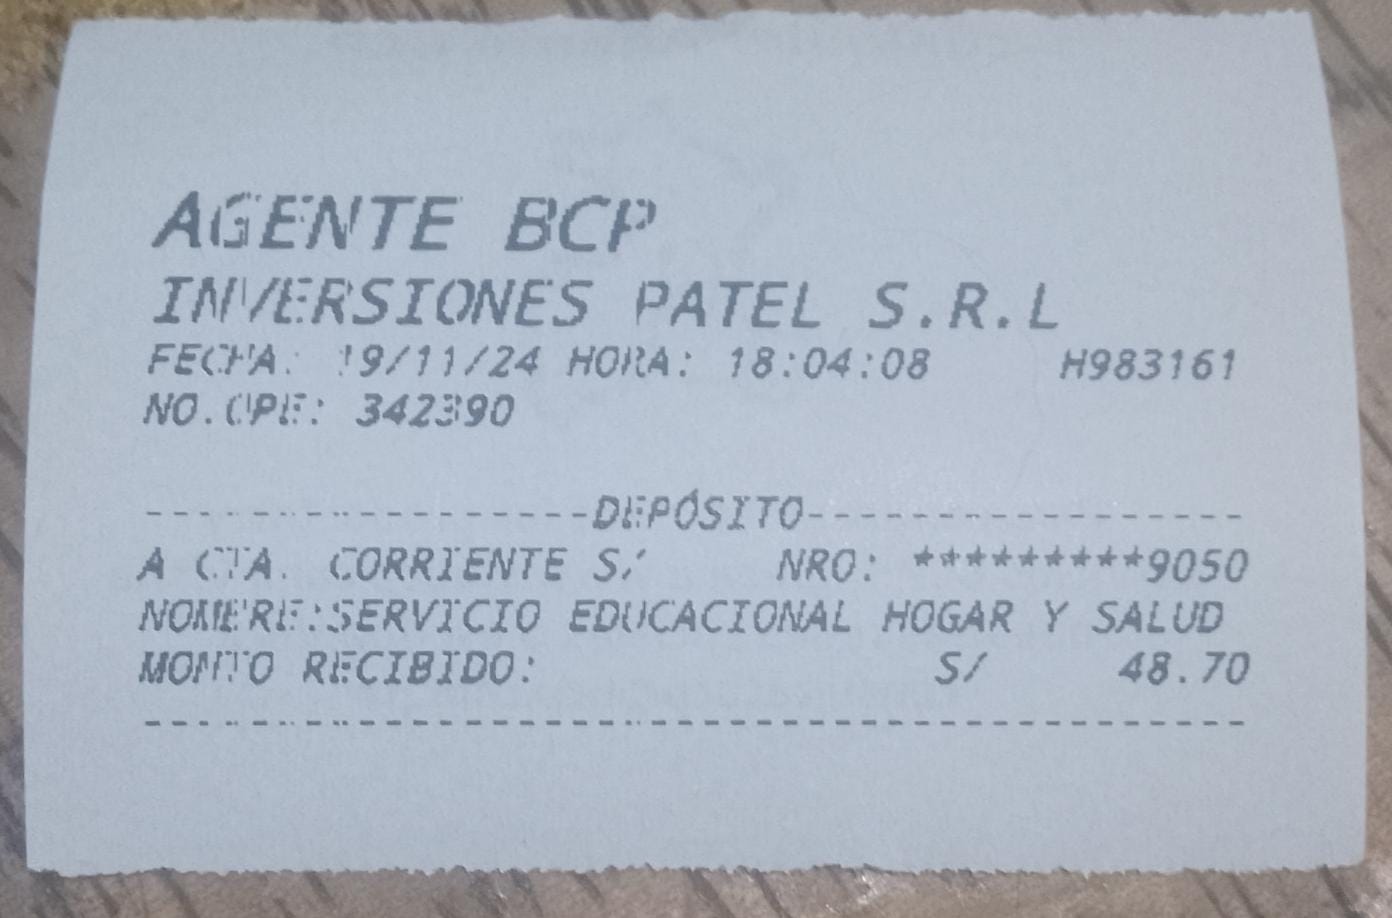 AGENTE BCP
INVERSIONES PATEL S.R.L
FECHA: 19/11/24 HORA: 18:04:08 H983161
NO.OPE: 342390
------------------DEPÓSITO------------------
A CTA. CORRIENTE S/ NRO: *********9050
NOMBRE:SERVICIO EDUCACIONAL HOGAR Y SALUD
MONTO RECIBIDO: S/ 48.70
--------------------------------------------